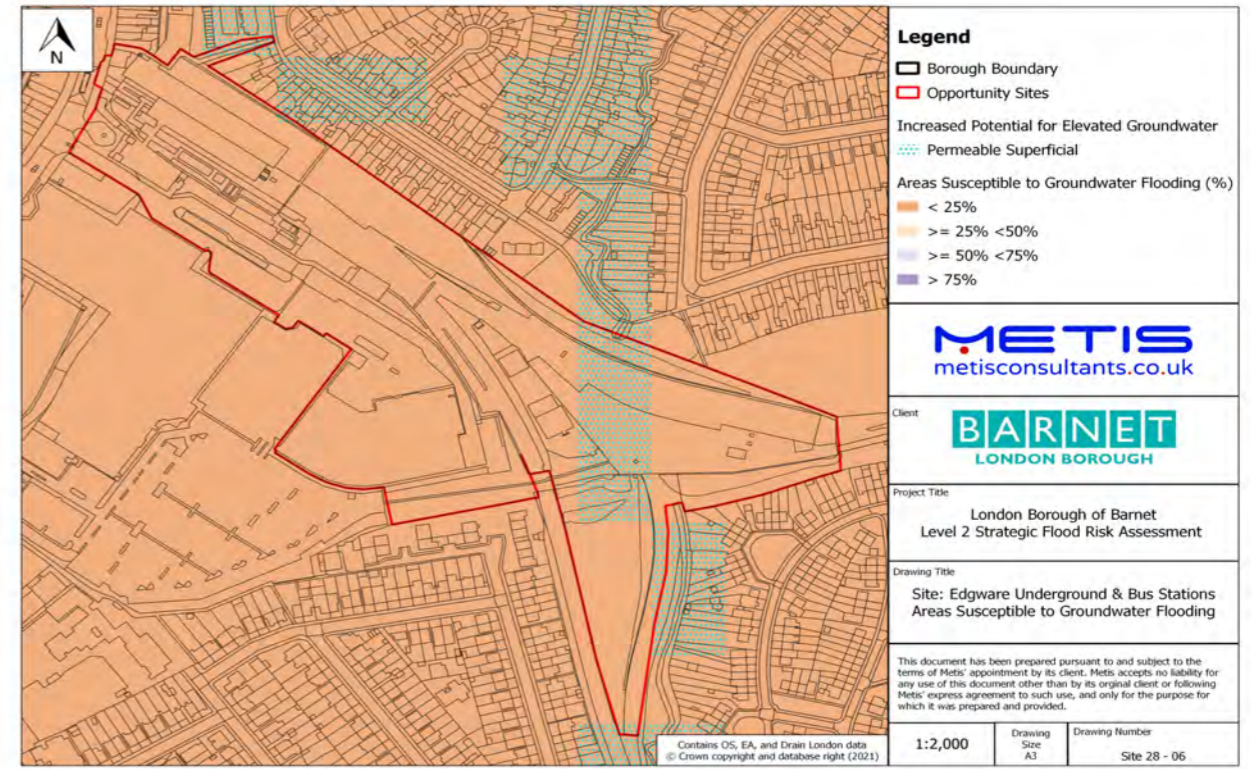 N
Legend
Borough Boundary
Opportunity Sites
Increased Potential for Elevated Groundwater
Permeable Superficial
Areas Susceptible to Groundwater Flooding (%)
< 25%
>= 25% <50%
>= 50% <75%
> 75%
METIS
metisconsultants.co.uk
Client
BARNET
LONDON BOROUGH
Project Title
London Borough of Barnet
Level 2 Strategic Flood Risk Assessment
Drawing Title
Site: Edgware Underground & Bus Stations
Areas Susceptible to Groundwater Flooding
This document has been prepared pursuant to and subject to the
terms of Metis' appointment by its client. Metis accepts no liability for
any use of this document other than by its orginal client or following
Metis' express agreement to such use, and only for the purpose for
which it was prepared and provided.
Contains OS, EA, and Drain London data
© Crown copyright and database right (2021)
1:2,000
Drawing
Size
A3
Drawing Number
Site 28 - 06